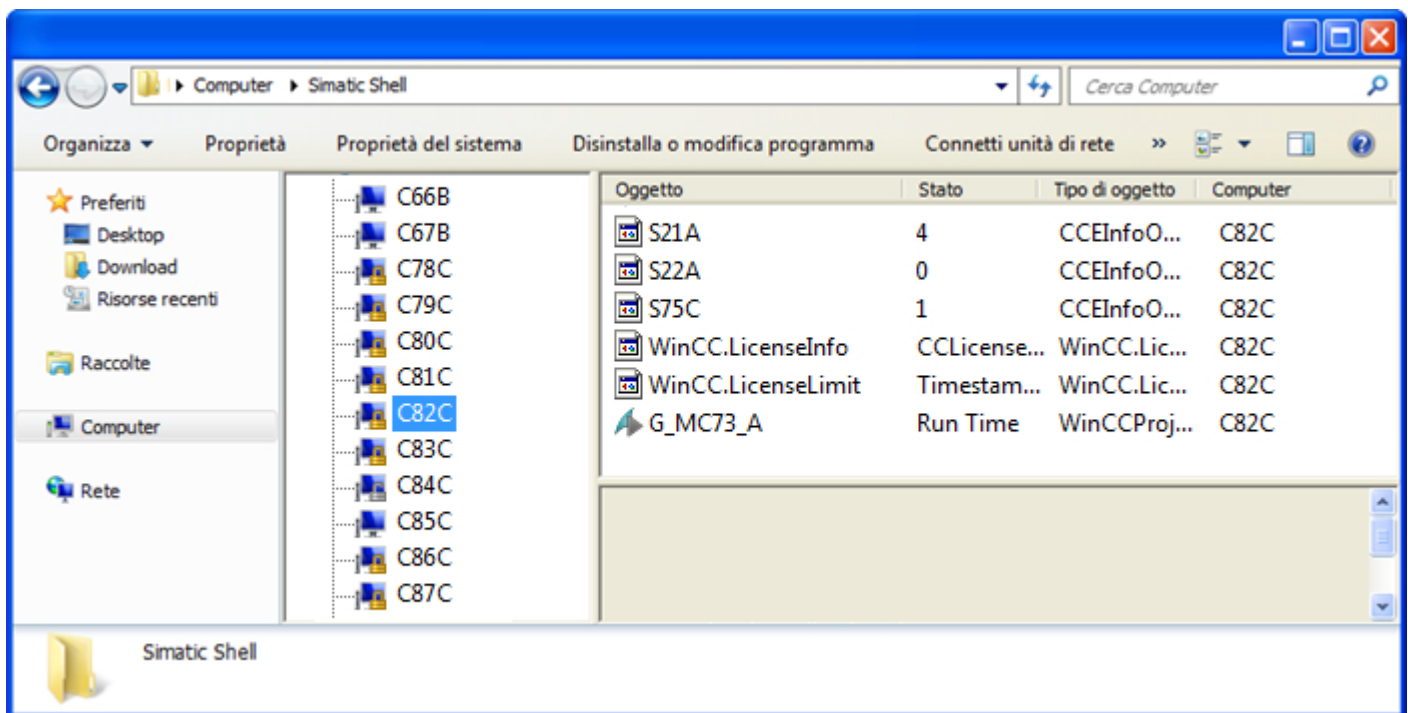 Computer Simatic Shell Cerca Computer
Organizza Proprietà Proprietà del sistema Disinstalla o modifica programma Connetti unità di rete »
Preferiti
Desktop
Download
Risorse recenti
Raccolte
Computer
Rete
C66B
C67B
C78C
C79C
C80C
C81C
C82C
C83C
C84C
C85C
C86C
C87C
Oggetto Stato Tipo di oggetto Computer
S21A 4 CCEInfoO... C82C
S22A 0 CCEInfoO... C82C
S75C 1 CCEInfoO... C82C
WinCC.LicenseInfo CCLicense... WinCC.Lic... C82C
WinCC.LicenseLimit Timestam... WinCC.Lic... C82C
G_MC73_A Run Time WinCCProj... C82C
Simatic Shell